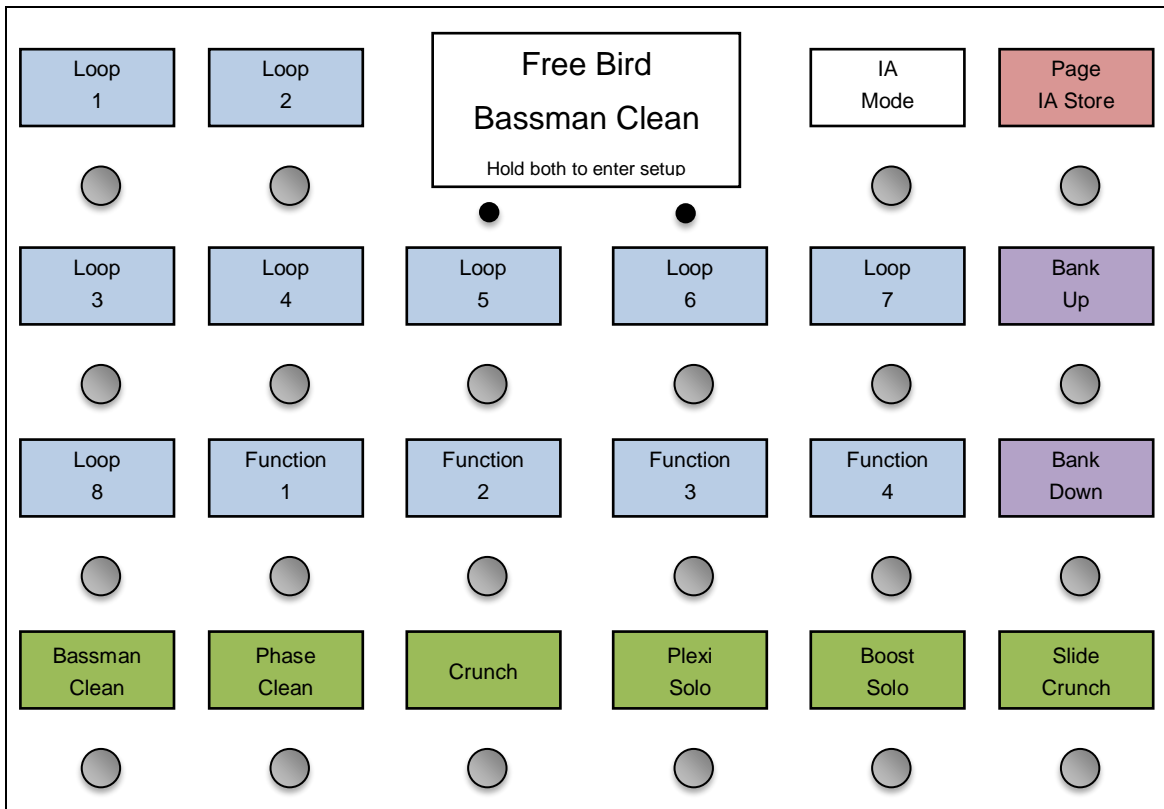 Loop
1
Loop
2
Free Bird
Bassman Clean
Hold both to enter setup
IA
Mode
Page
IA Store
Loop
3
Loop
4
Loop
5
Loop
6
Loop
7
Bank
Up
Loop
8
Function
1
Function
2
Function
3
Function
4
Bank
Down
Bassman
Clean
Phase
Clean
Crunch
Plexi
Solo
Boost
Solo
Slide
Crunch